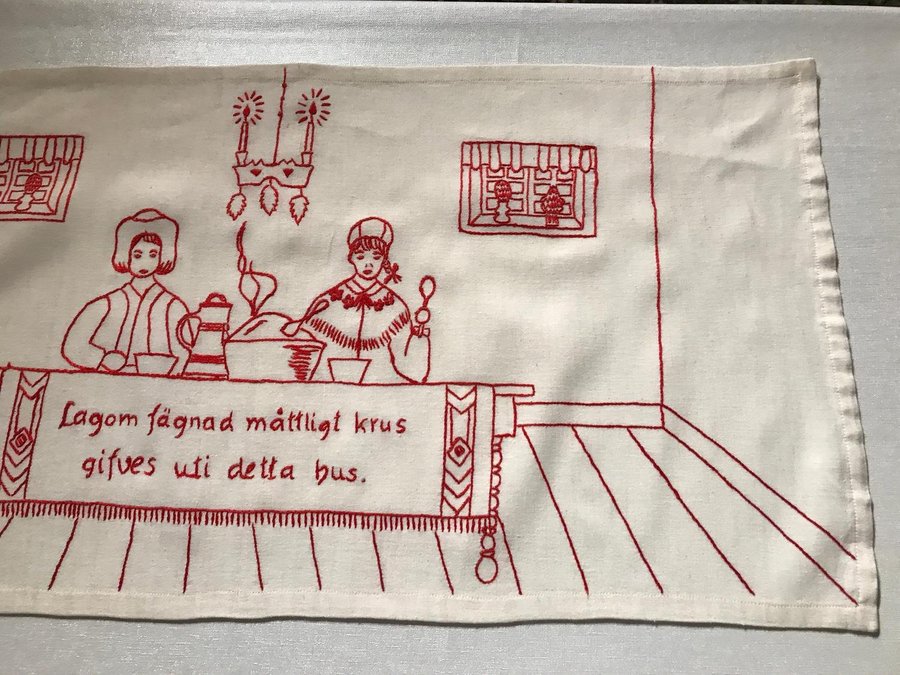 Lagom fägnad måttligt krus
gifves uti detta hus.